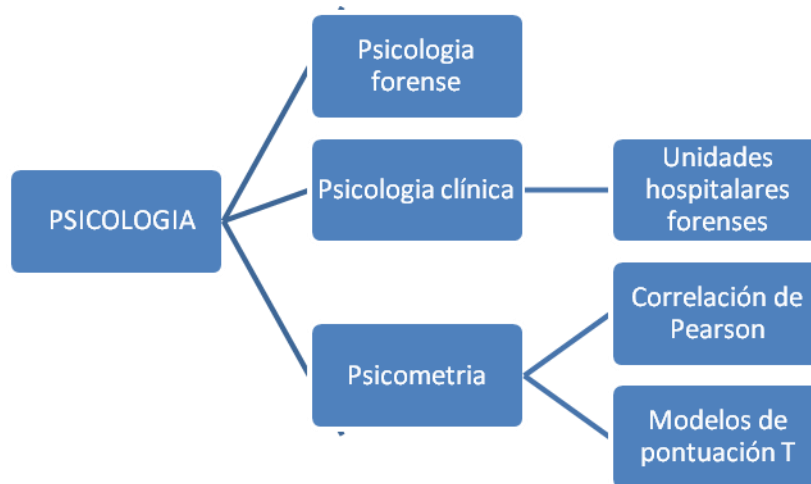 Psicologia
forense
PSICOLOGIA
Psicologia clínica
Unidades
hospitalares
forenses
Psicometria
Correlación de
Pearson
Modelos de
pontuación T